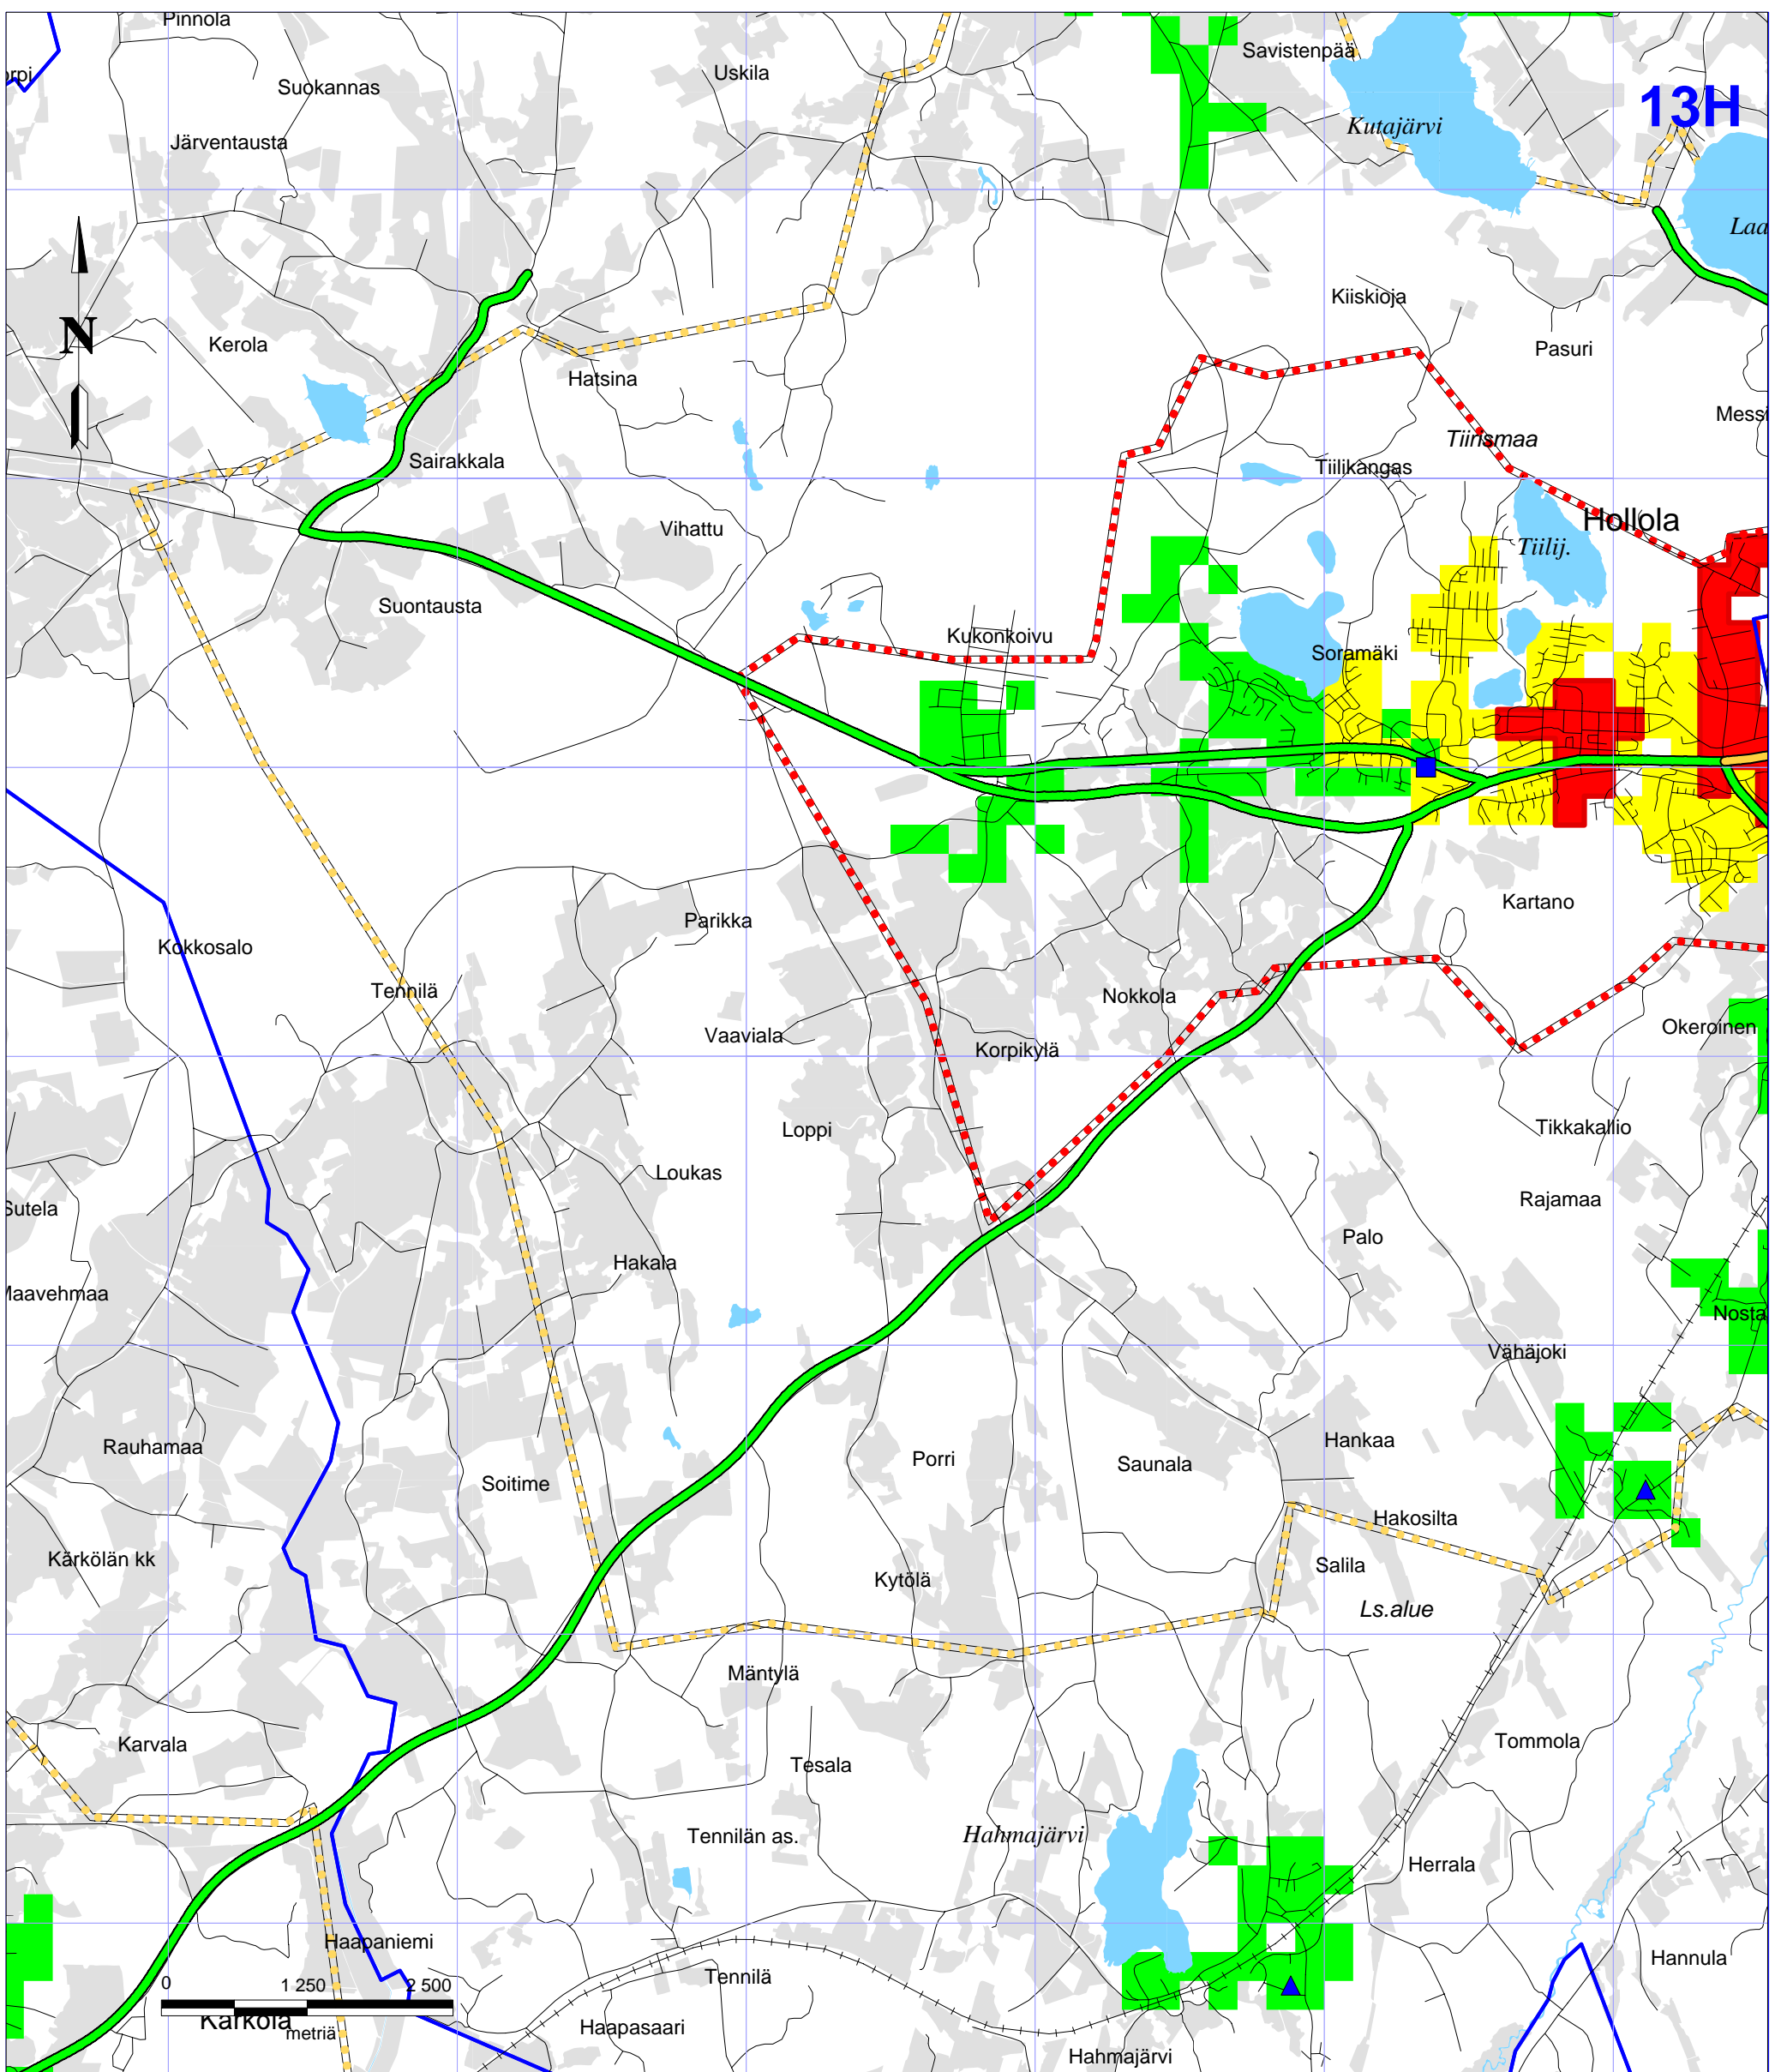 Pinnola
Savistenpää
orpi
Suokannas
Uskila
13H
Kutajärvi
Järventausta
Laa
Kiiskioja
N
Kerola
Pasuri
Hatsina
Messi
Tiirismaa
Sairakkala
Tiilikangas
Hollola
Vihattu
Tiilij.
Suontausta
Kukonkoivu
Soramäki
Kartano
Parikka
Kokkosalo
Tennilä
Nokkola
Okeroinen
Vaaviala
Korpikylä
Loppi
Tikkakallio
Loukas
Rajamaa
Sutela
Palo
Hakala
Maavehmaa
Nosta
Vähäjoki
Hankaa
Rauhamaa
Porri
Saunala
Soitime
Hakosilta
Kärkölän kk
Salila
Kytölä
Ls.alue
Mäntylä
Tommola
Karvala
Tesala
Tennilän as.
Hahmajärvi
Herrala
Haapaniemi
Hannula
Tennilä
0 1 250 2 500
Kärkölä
metriä
Haapasaari
Hahmajärvi